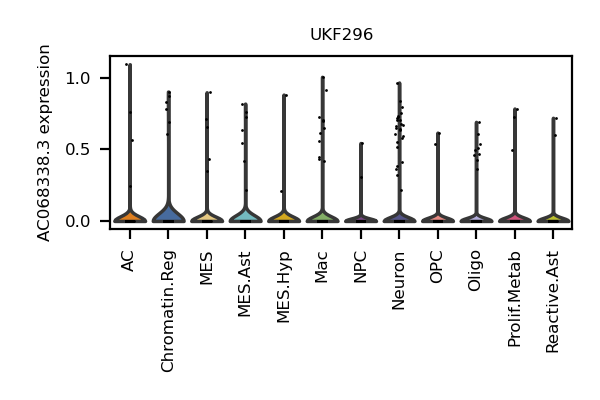 UKF296
AC068338.3 expression
1.0
0.5
0.0
AC
Chromatin.Reg
MES
MES.Ast
MES.Hyp
Mac
NPC
Neuron
OPC
Oligo
Prolif.Metab
Reactive.Ast